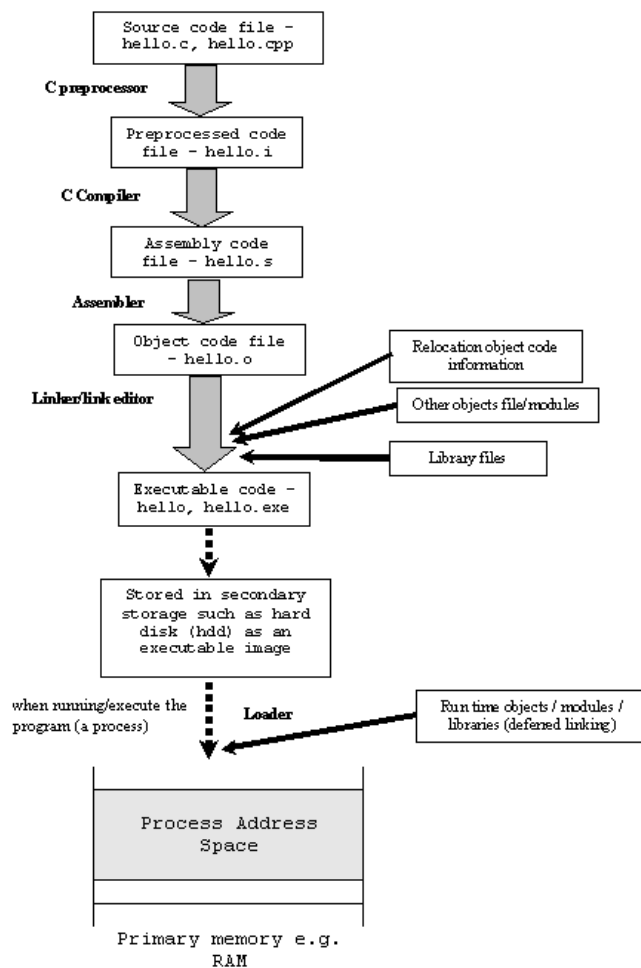 Source code file -
hello.c, hello.cpp
C preprocessor
Preprocessed code
file - hello.i
C Compiler
Assembly code
file - hello.s
Assembler
Object code file
- hello.o
Relocation object code
information
Linker/link editor
Other objects file/modules
Library files
Executable code -
hello, hello.exe
Stored in secondary
storage such as hard
disk (hdd) as an
executable image
when running/execute the
program (a process)
Loader
Run time objects / modules /
libraries (deferred linking)
Process Address
Space
Primary memory e.g.
RAM